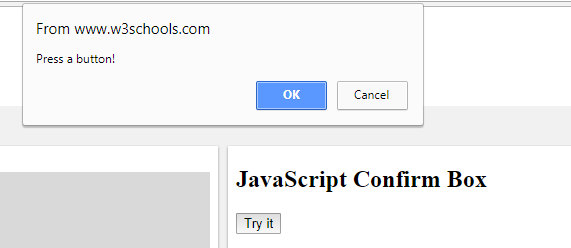 From www.w3schools.com
Press a button!
OK
Cancel
JavaScript Confirm Box
Try it